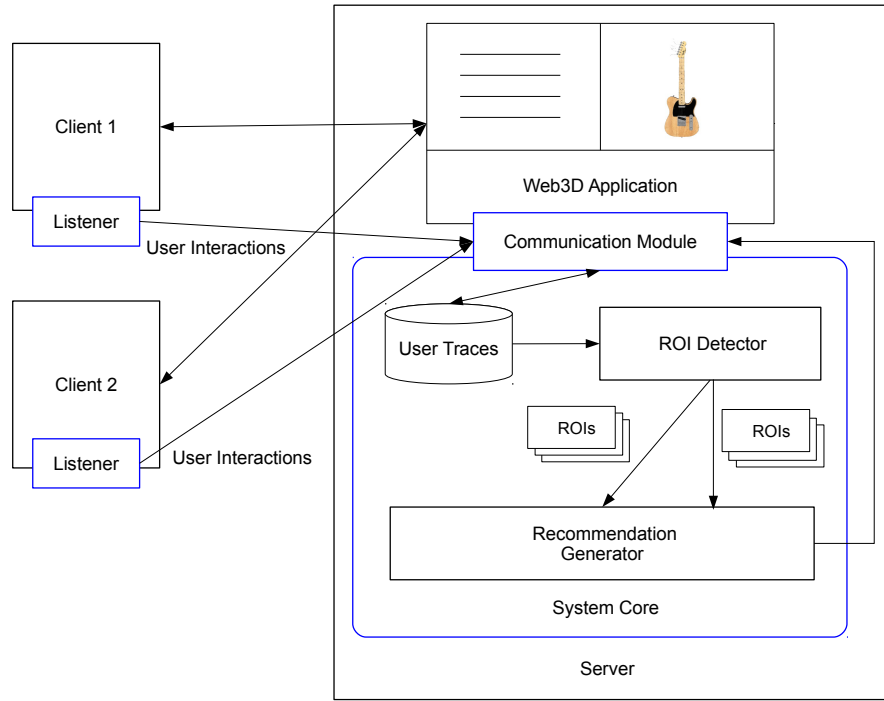 Client 1
Listener
User Interactions
Client 2
Listener
User Interactions
Web3D Application
Communication Module
User Traces
ROI Detector
ROIs
ROIs
Recommendation
Generator
System Core
Server